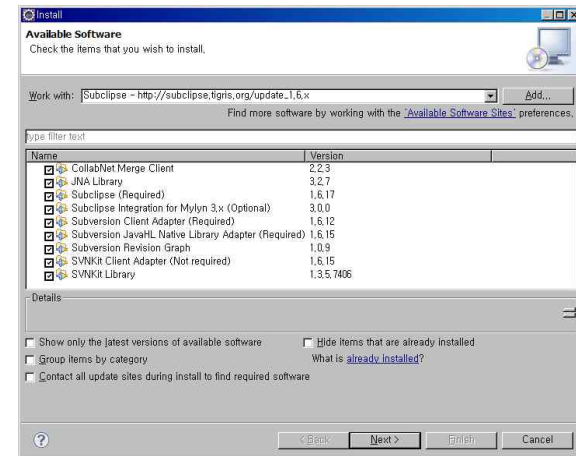 Install
Available Software
Check the items that you wish to install,
Work with: Subclipse - http://subclipse,tigris,org/update_1,6,x Add,,,
Find more software by working with the 'Available Software Sites' preferences,
type filter text
Name Version
CollabNet Merge Client 2,2,3
JNA Library 3,2,7
Subclipse (Required) 1,6,17
Subclipse Integration for Mylyn 3,x (Optional) 3,0,0
Subversion Client Adapter (Required) 1,6,12
Subversion JavaHL Native Library Adapter (Required) 1,6,15
Subversion Revision Graph 1,0,9
SVNKit Client Adapter (Not required) 1,6,15
SVNKit Library 1,3,5,7406
Details
Show only the latest versions of available software Hide items that are already installed
Group items by category What is already installed?
Contact all update sites during install to find required software
? < Back Next > Finish Cancel